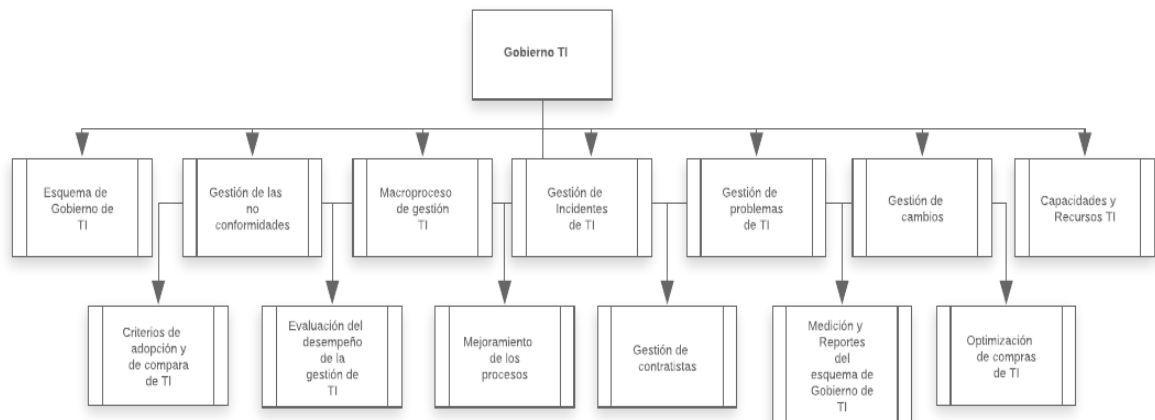 Gobierno TI
Esquema de
Gobierno de
TI
Gestión de las
no
conformidades
Macroproceso
de gestión
TI
Gestión de
Incidentes
de TI
Gestión de
problemas
de TI
Gestión de
cambios
Capacidades y
Recursos TI
Criterios de
adopción y
de compara
de TI
Evaluación del
desempeño
de la
gestión de
TI
Mejoramiento
de los
procesos
Gestión de
contratistas
Medición y
Reportes
del
esquema de
Gobierno de
TI
Optimización
de compras
de TI